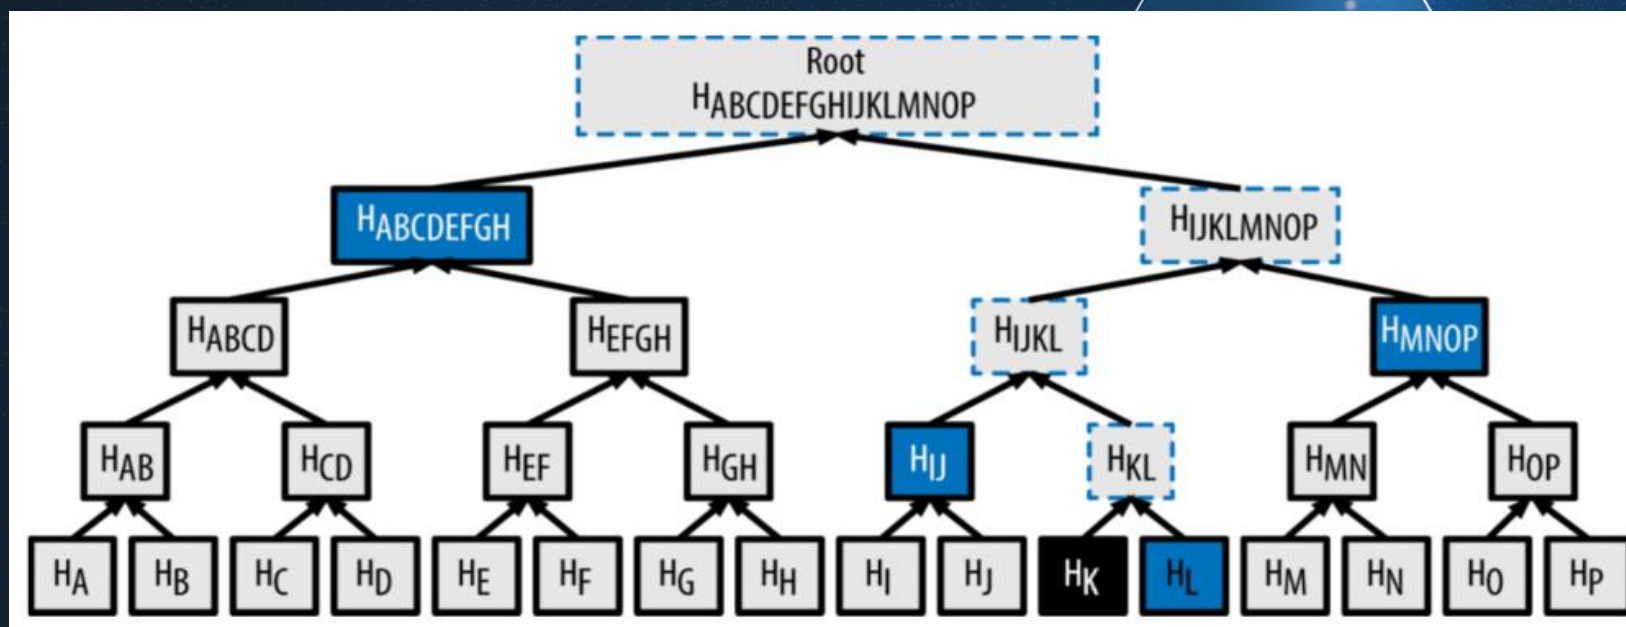 Root
HABCDEFGHIJKLMNOP
HABCDEFGH
HIJKLMNOP
HABCD
HEFGH
HIJKL
HMNOP
HAB
HCD
HEF
HGH
HIJ
HKL
HMN
HOP
HA
HB
HC
HD
HE
HF
HG
HH
HI
HJ
HK
HL
HM
HN
HO
HP